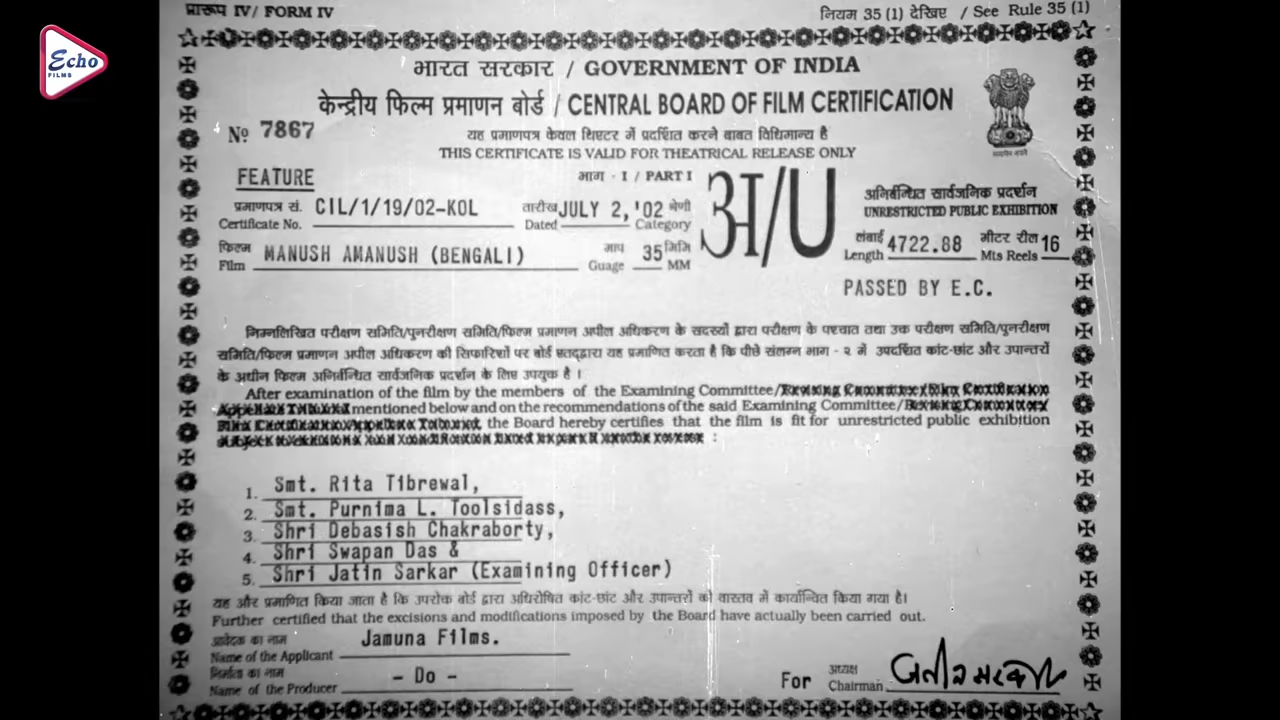 Echo
FILMS
प्रारूप IV/ FORM IV
नियम 35 (1) देखिए / See Rule 35 (1)
भारत सरकार / GOVERNMENT OF INDIA
केन्द्रीय फिल्म प्रमाणन बोर्ड / CENTRAL BOARD OF FILM CERTIFICATION
सत्यमेव जयते
№ 7867
यह प्रमाणपत्र केवल थिएटर में प्रदर्शित करने बाबत विधिमान्य है
THIS CERTIFICATE IS VALID FOR THEATRICAL RELEASE ONLY
FEATURE
भाग - I / PART I
अ/U
अनिर्बन्धित सार्वजनिक प्रदर्शन
UNRESTRICTED PUBLIC EXHIBITION
प्रमाणपत्र सं. CIL/1/19/02-KOL तारीख JULY 2,'02 श्रेणी
Certificate No. Dated Category
फिल्म MANUSH AMANUSH (BENGALI) माप 35 मिमि
Film Guage MM
लंबाई 4722.88 मीटर रील 16
Length Mts Reels
PASSED BY E.C.
निम्नलिखित परीक्षण समिति/पुनरीक्षण समिति/फिल्म प्रमाणन अपील अधिकरण के सदस्यों द्वारा परीक्षण के पश्चात तथा उक्त परीक्षण समिति/पुनरीक्षण
समिति/फिल्म प्रमाणन अपील अधिकरण की सिफारिशों पर बोर्ड एतद्द्वारा यह प्रमाणित करता है कि पीछे संलग्न भाग - २ में उपदर्शित कांट-छांट और उपान्तरों
के अधीन फिल्म अनिर्बन्धित सार्वजनिक प्रदर्शन के लिए उपयुक्त है।
After examination of the film by the members of the Examining Committee/
mentioned below and on the recommendations of the said Examining Committee/
the Board hereby certifies that the film is fit for unrestricted public exhibition
:
1. Smt. Rita Tibrewal,
2. Smt. Purnima L. Toolsidass,
3. Shri Debasish Chakraborty,
4. Shri Swapan Das &
5. Shri Jatin Sarkar (Examining Officer)
यह और प्रमाणित किया जाता है कि उपरोक्त बोर्ड द्वारा अधिरोपित कांट-छांट और उपान्तरों को वास्तव में कार्यान्वित किया गया है।
Further certified that the excisions and modifications imposed by the Board have actually been carried out.
आवेदक का नाम Jamuna Films.
Name of the Applicant
निर्माता का नाम - Do -
Name of the Producer
For अध्यक्ष
Chairman